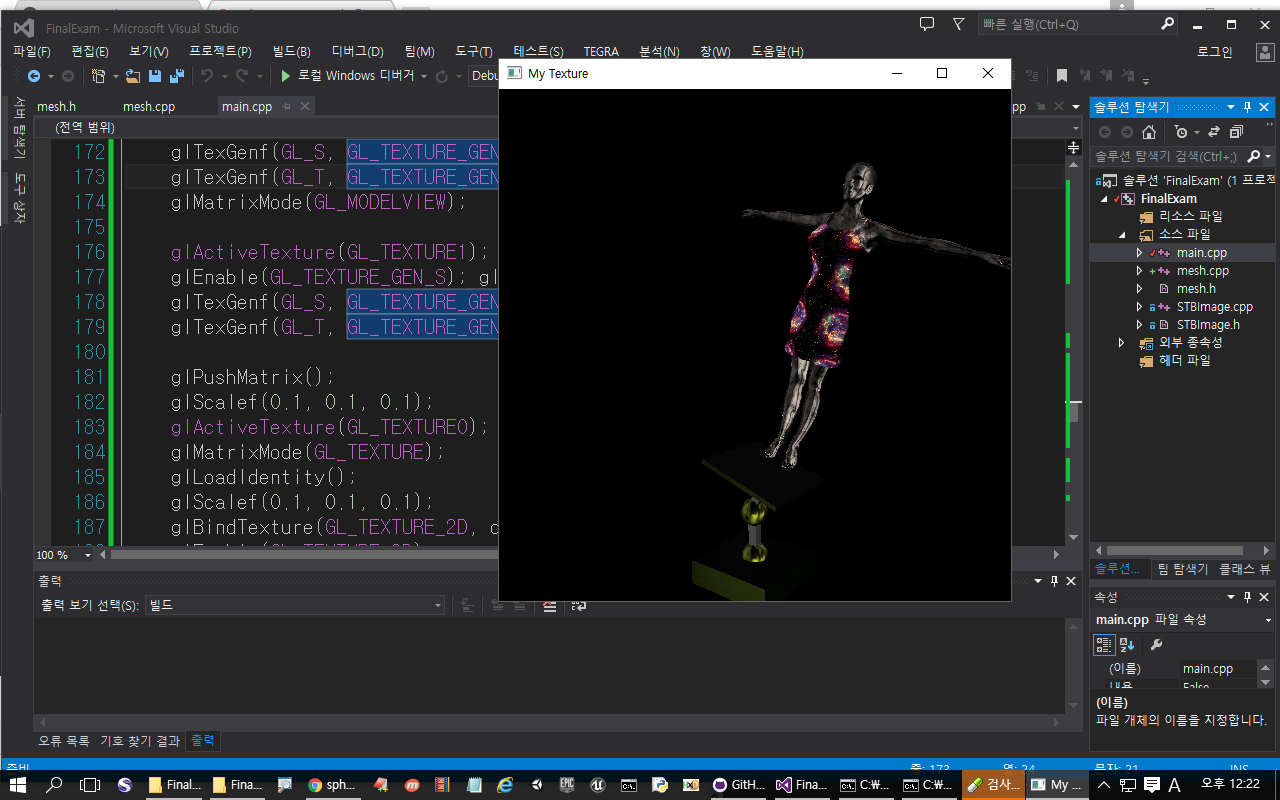 FinalExam - Microsoft Visual Studio
빠른 실행(Ctrl+Q)
파일(F) 편집(E) 보기(V) 프로젝트(P) 빌드(B) 디버그(D) 팀(M) 도구(T) 테스트(S) TEGRA 분석(N) 창(W) 도움말(H)
로그인
로컬 Windows 디버거
Debu
My Texture
서버 탐색기
도구 상자
mesh.h mesh.cpp main.cpp
(전역 범위)
172 glTexGenf(GL_S, GL_TEXTURE_GEN
173 glTexGenf(GL_T, GL_TEXTURE_GEN
174 glMatrixMode(GL_MODELVIEW);
175
176 glActiveTexture(GL_TEXTURE1);
177 glEnable(GL_TEXTURE_GEN_S); gl
178 glTexGenf(GL_S, GL_TEXTURE_GEN
179 glTexGenf(GL_T, GL_TEXTURE_GEN
180
181 glPushMatrix();
182 glScalef(0.1, 0.1, 0.1);
183 glActiveTexture(GL_TEXTURE0);
184 glMatrixMode(GL_TEXTURE);
185 glLoadIdentity();
186 glScalef(0.1, 0.1, 0.1);
187 glBindTexture(GL_TEXTURE_2D, c
100 %
출력
출력 보기 선택(S): 빌드
오류 목록 기호 찾기 결과 출력
솔루션 탐색기
솔루션 탐색기 검색(Ctrl+;)
솔루션 'FinalExam' (1 프로젝
FinalExam
리소스 파일
소스 파일
main.cpp
mesh.cpp
mesh.h
STBImage.cpp
STBImage.h
외부 종속성
헤더 파일
솔루션... 팀 탐색기 클래스 뷰
속성
main.cpp 파일 속성
(이름) main.cpp
내용 False
(이름)
파일 개체의 이름을 지정합니다.
준비
줄: 173 열: 24 문자: 21 INS
Final... Fina... sph... GitH... Fina... C:₩... C:₩... 검사... My ... A 오후 12:22